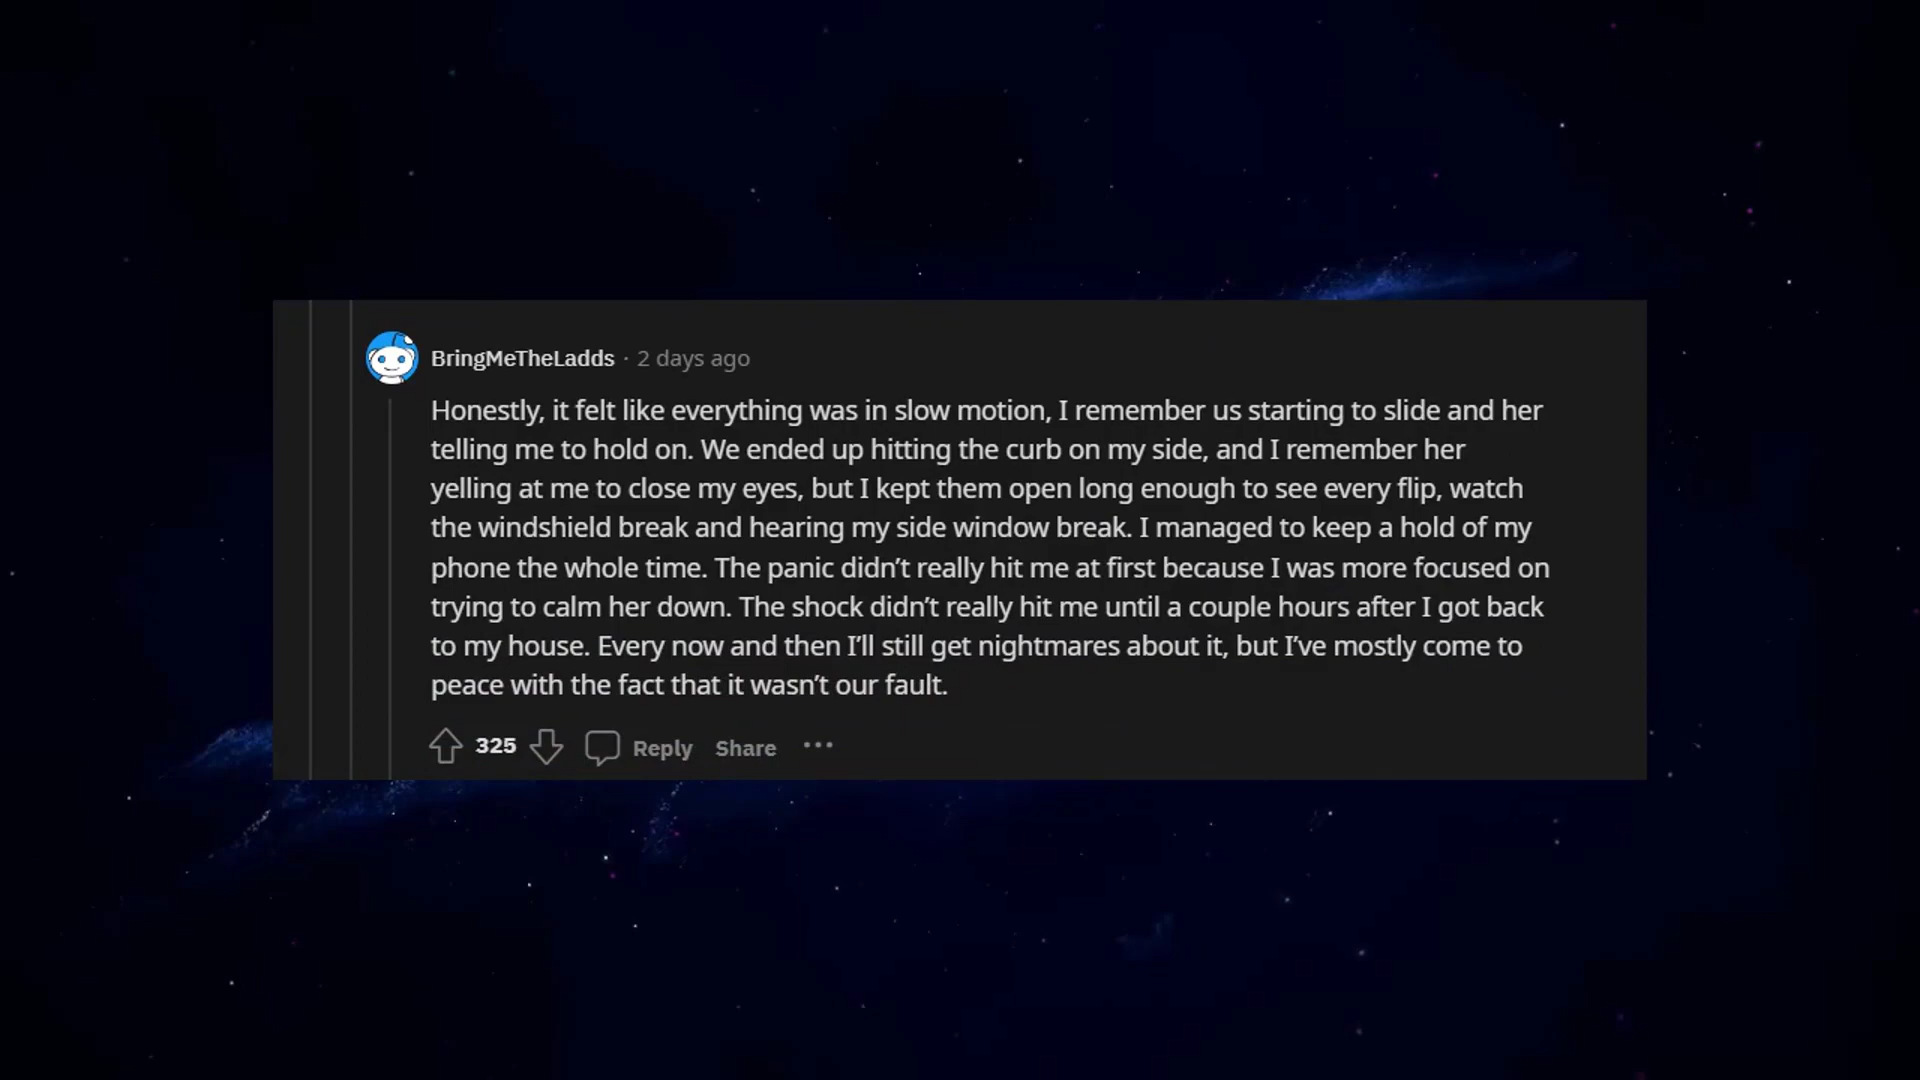 BringMeTheLadds · 2 days ago
Honestly, it felt like everything was in slow motion, I remember us starting to slide and her
telling me to hold on. We ended up hitting the curb on my side, and I remember her
yelling at me to close my eyes, but I kept them open long enough to see every flip, watch
the windshield break and hearing my side window break. I managed to keep a hold of my
phone the whole time. The panic didn’t really hit me at first because I was more focused on
trying to calm her down. The shock didn’t really hit me until a couple hours after I got back
to my house. Every now and then I’ll still get nightmares about it, but I’ve mostly come to
peace with the fact that it wasn’t our fault.
325 Reply Share ···